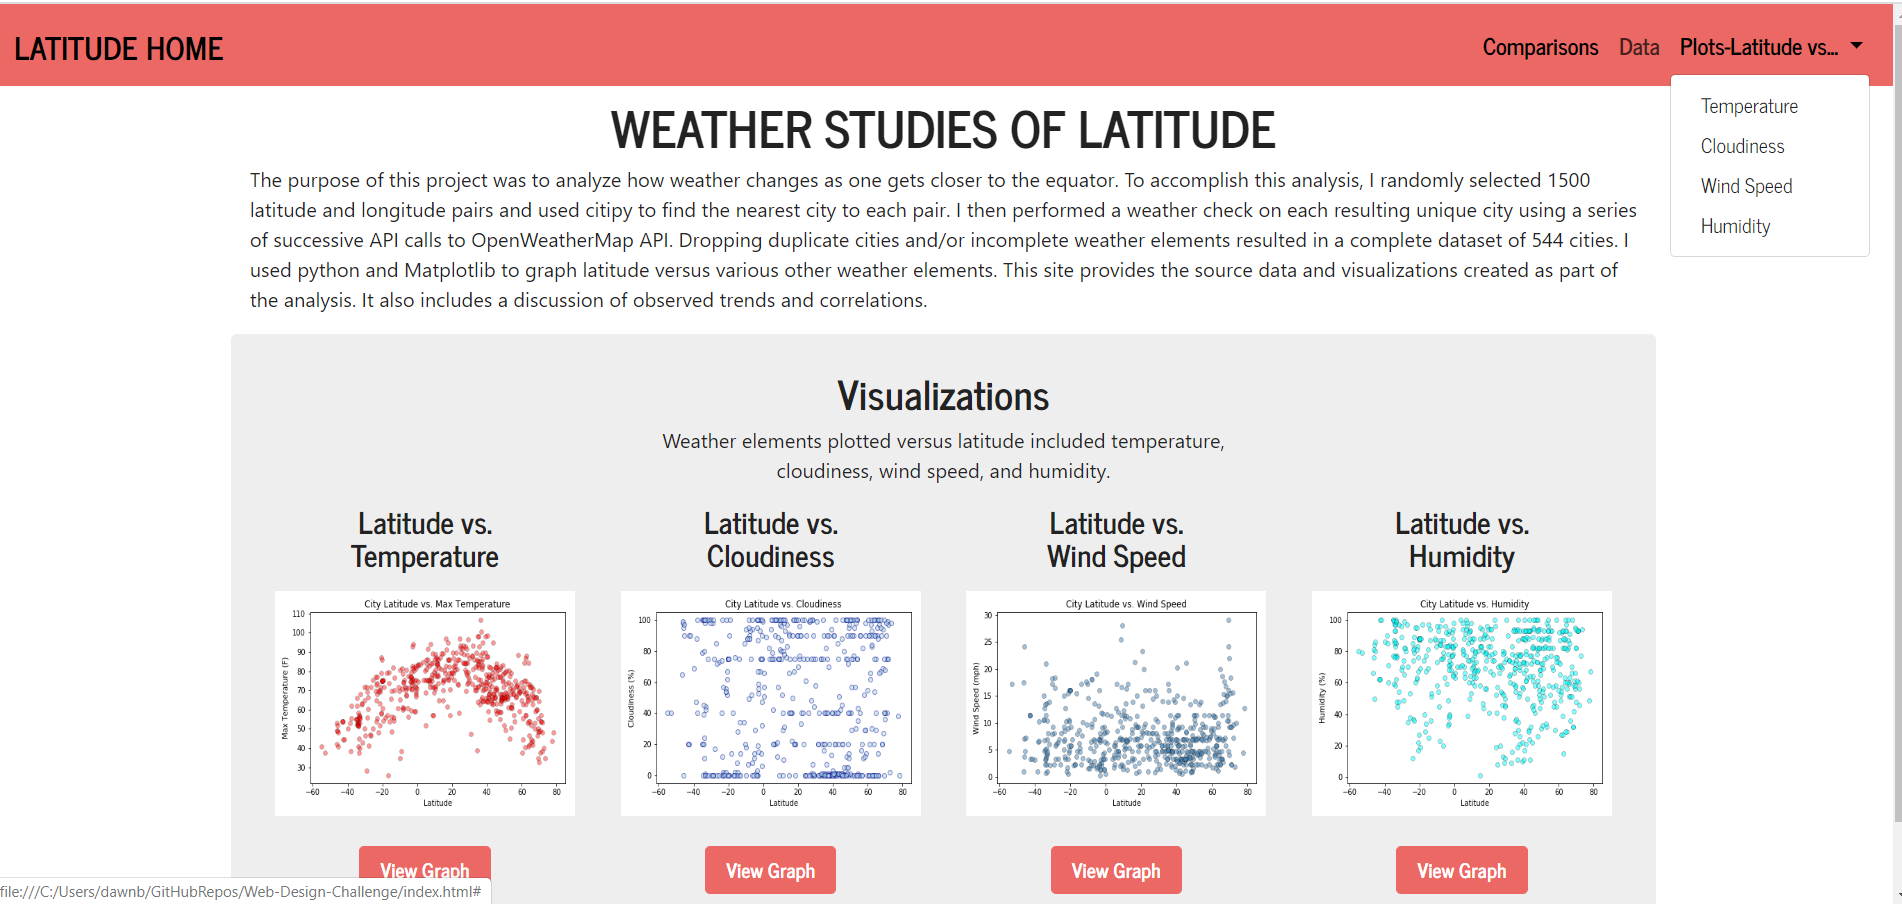 LATITUDE HOME
Comparisons Data Plots-Latitude vs...
Temperature
Cloudiness
Wind Speed
Humidity
WEATHER STUDIES OF LATITUDE
The purpose of this project was to analyze how weather changes as one gets closer to the equator. To accomplish this analysis, I randomly selected 1500
latitude and longitude pairs and used citipy to find the nearest city to each pair. I then performed a weather check on each resulting unique city using a series
of successive API calls to OpenWeatherMap API. Dropping duplicate cities and/or incomplete weather elements resulted in a complete dataset of 544 cities. I
used python and Matplotlib to graph latitude versus various other weather elements. This site provides the source data and visualizations created as part of
the analysis. It also includes a discussion of observed trends and correlations.
Visualizations
Weather elements plotted versus latitude included temperature,
cloudiness, wind speed, and humidity.
Latitude vs.
Temperature
City Latitude vs. Max Temperature
Max Temperature (F)
110
100
90
80
70
60
50
40
30
−60 −40 −20 0 20 40 60 80
Latitude
View Graph
Latitude vs.
Cloudiness
City Latitude vs. Cloudiness
Cloudiness (%)
100
80
60
40
20
0
−60 −40 −20 0 20 40 60 80
Latitude
View Graph
Latitude vs.
Wind Speed
City Latitude vs. Wind Speed
Wind Speed (mph)
30
25
20
15
10
5
0
−60 −40 −20 0 20 40 60 80
Latitude
View Graph
Latitude vs.
Humidity
City Latitude vs. Humidity
Humidity (%)
100
80
60
40
20
0
−60 −40 −20 0 20 40 60 80
Latitude
View Graph
file:///C:/Users/dawnb/GitHubRepos/Web-Design-Challenge/index.html#